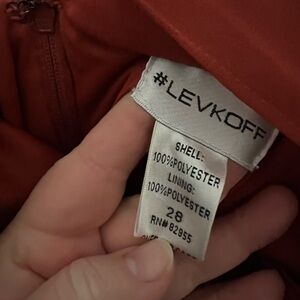 #LEVKOFF
SHELL:
100%POLYESTER
LINING:
100%POLYESTER
28
RN#82855